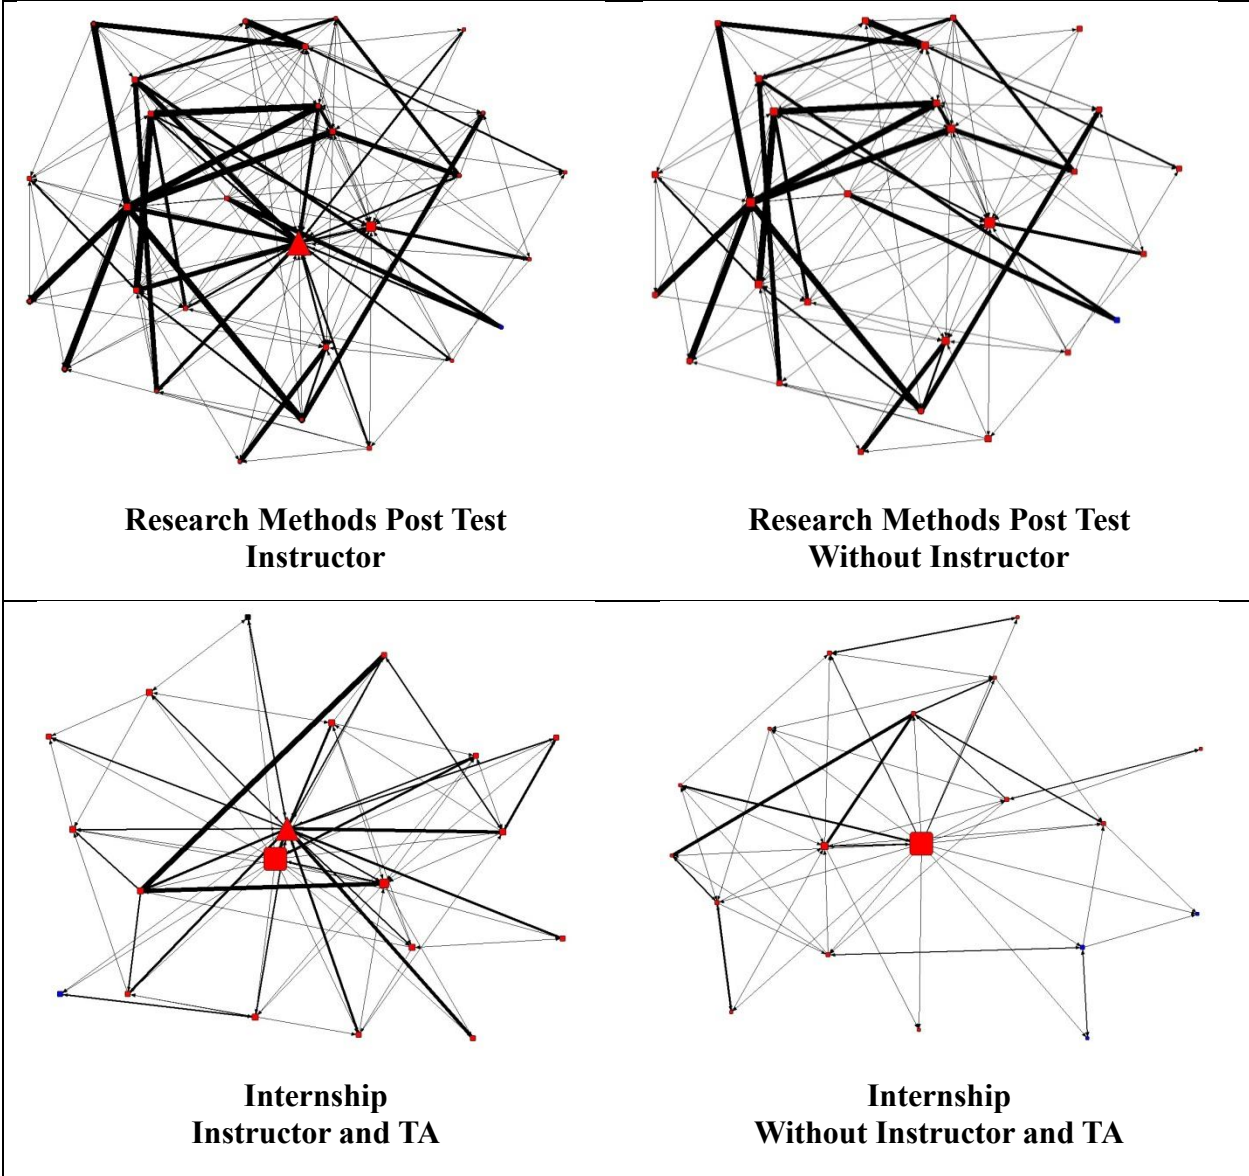 Research Methods Post Test
Instructor
Research Methods Post Test
Without Instructor
Internship
Instructor and TA
Internship
Without Instructor and TA